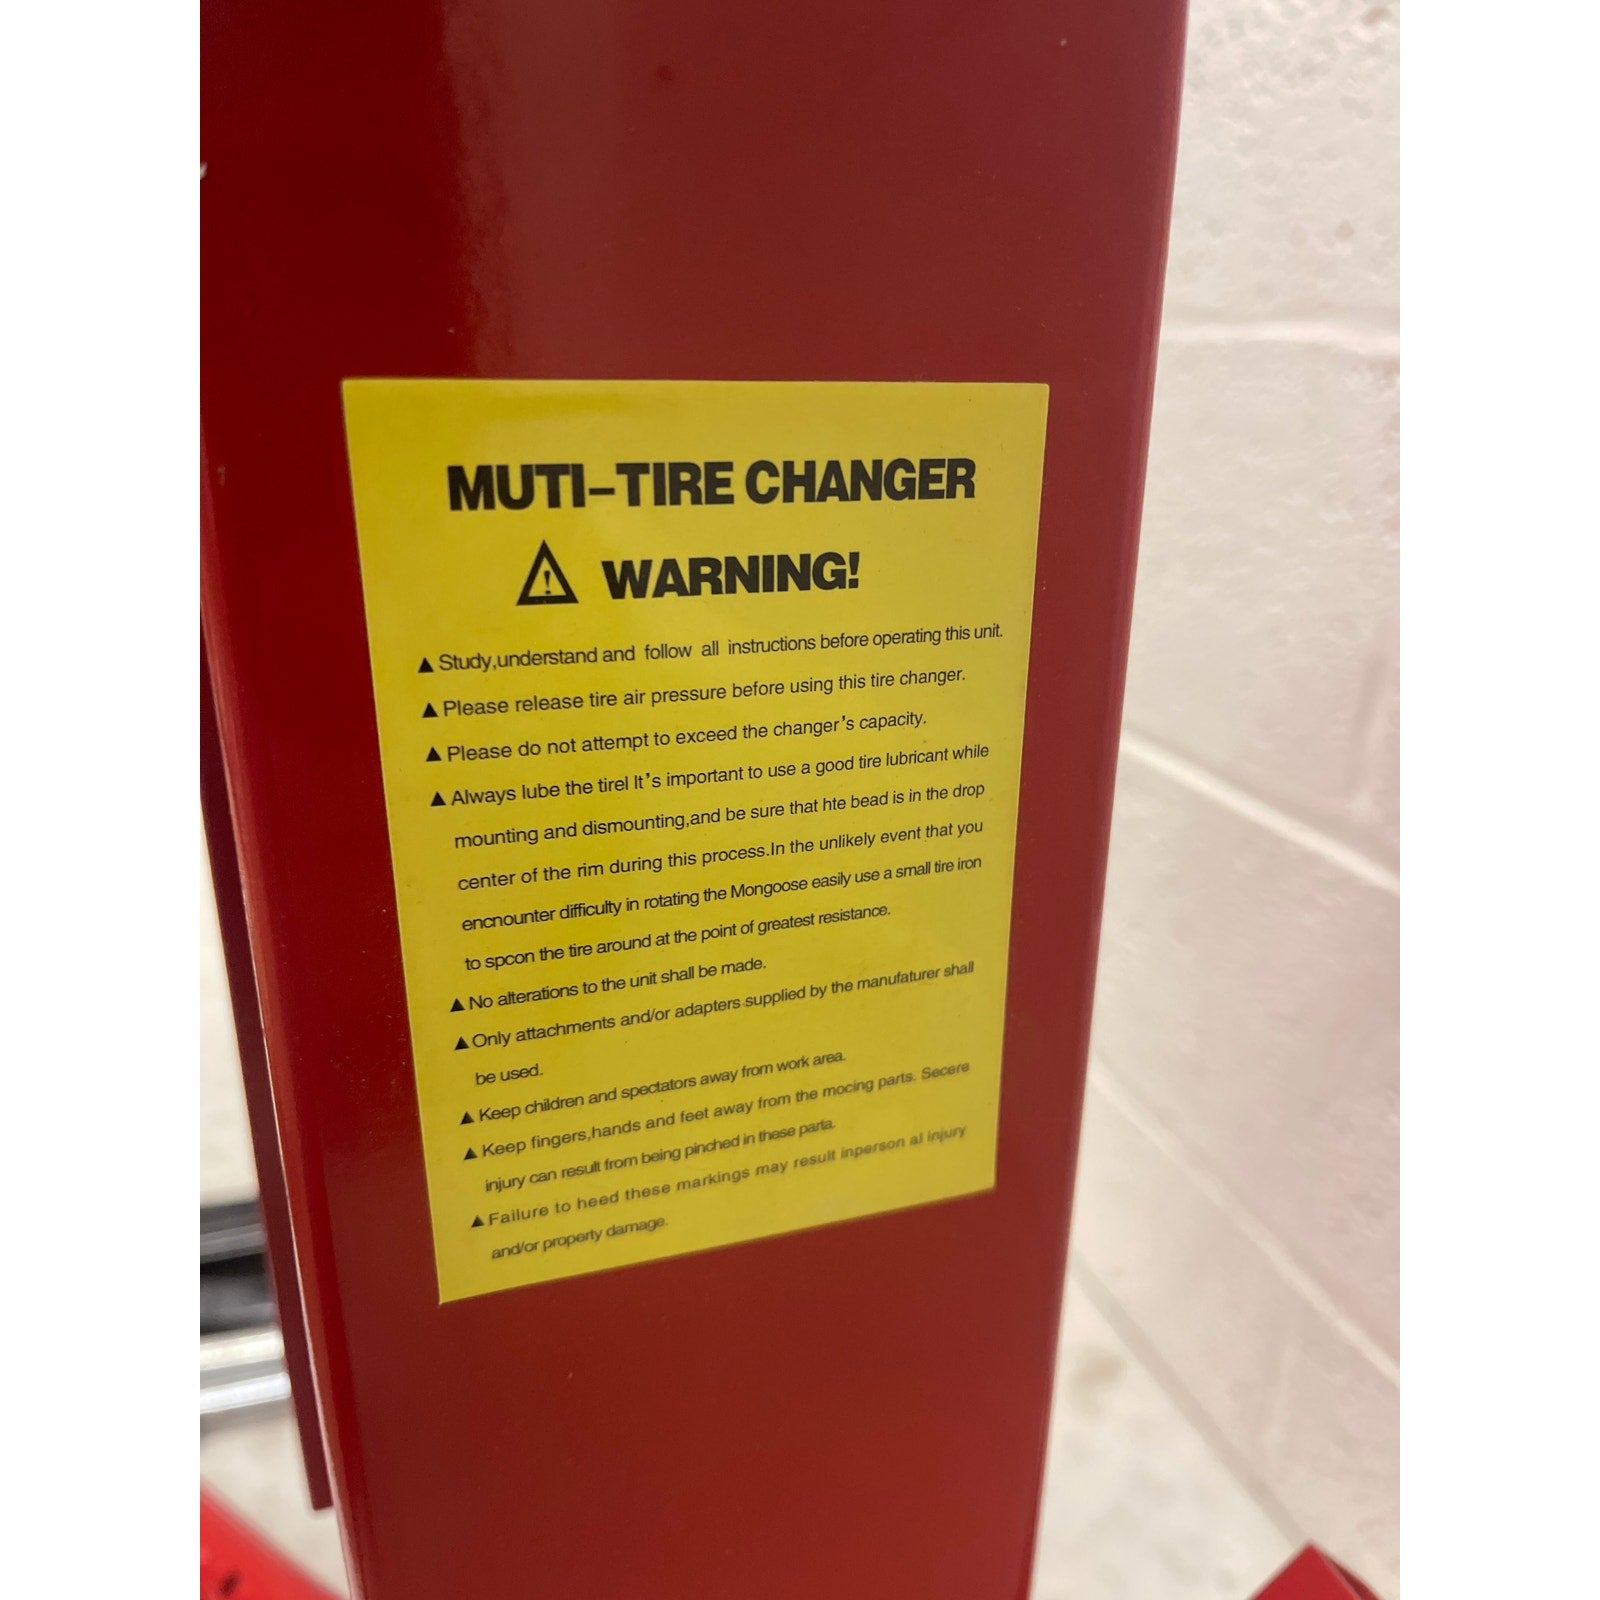 MUTI-TIRE CHANGER
⚠ WARNING!
▲Study,understand and follow all instructions before operating this unit.
▲Please release tire air pressure before using this tire changer.
▲Please do not attempt to exceed the changer's capacity.
▲Always lube the tirel It's important to use a good tire lubricant while
mounting and dismounting,and be sure that hte bead is in the drop
center of the rim during this process.In the unlikely event that you
encnounter difficulty in rotating the Mongoose easily use a small tire iron
to spcon the tire around at the point of greatest resistance.
▲No alterations to the unit shall be made.
▲Only attachments and/or adapters supplied by the manufaturer shall
be used.
▲Keep children and spectators away from work area.
▲Keep fingers,hands and feet away from the mocing parts. Secere
injury can result from being pinched in these parta.
▲Failure to heed these markings may result inperson al injury
and/or property damage.